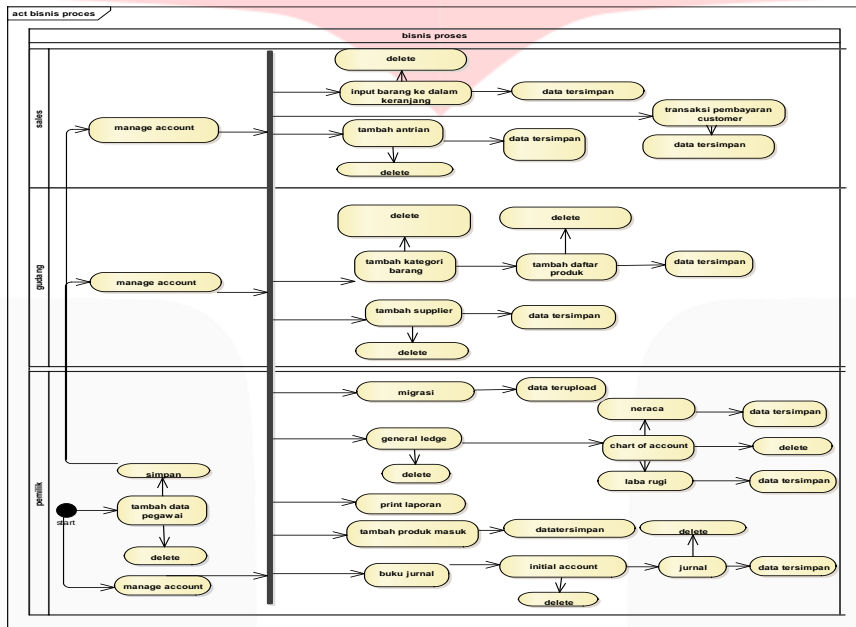 act bisnis proces
bisnis proses
sales
manage account
delete
input barang ke dalam
keranjang
data tersimpan
transaksi pembayaran
customer
data tersimpan
tambah antrian
data tersimpan
delete
gudang
manage account
delete
delete
tambah kategori
barang
tambah daftar
produk
data tersimpan
tambah supplier
data tersimpan
delete
pemilik
migrasi
data terupload
neraca
data tersimpan
general ledge
chart of account
delete
delete
laba rugi
data tersimpan
simpan
start
tambah data
pegawai
delete
manage account
print laporan
tambah produk masuk
datatersimpan
delete
buku jurnal
initial account
jurnal
data tersimpan
delete